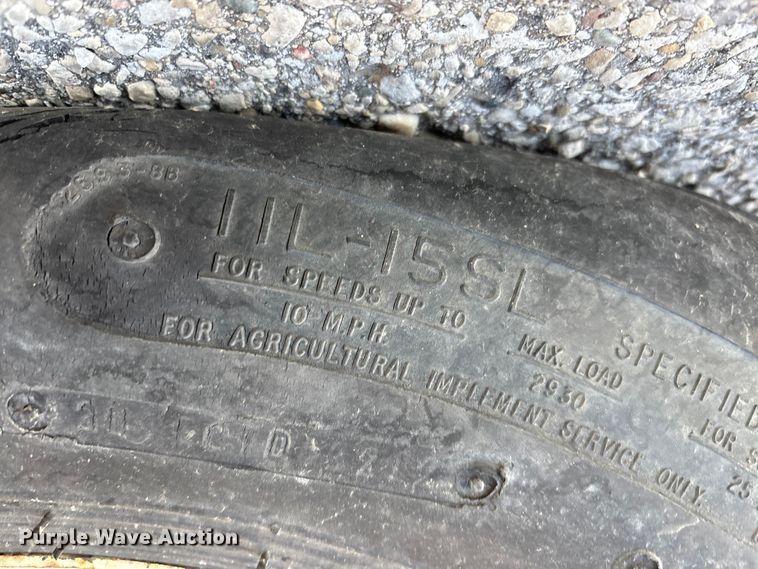 11L-15SL
FOR SPEEDS UP TO
10 M.P.H.
MAX. LOAD
2930
SPECIFIED
FOR AGRICULTURAL IMPLEMENT SERVICE ONLY.
FOR
25
Purple Wave Auction